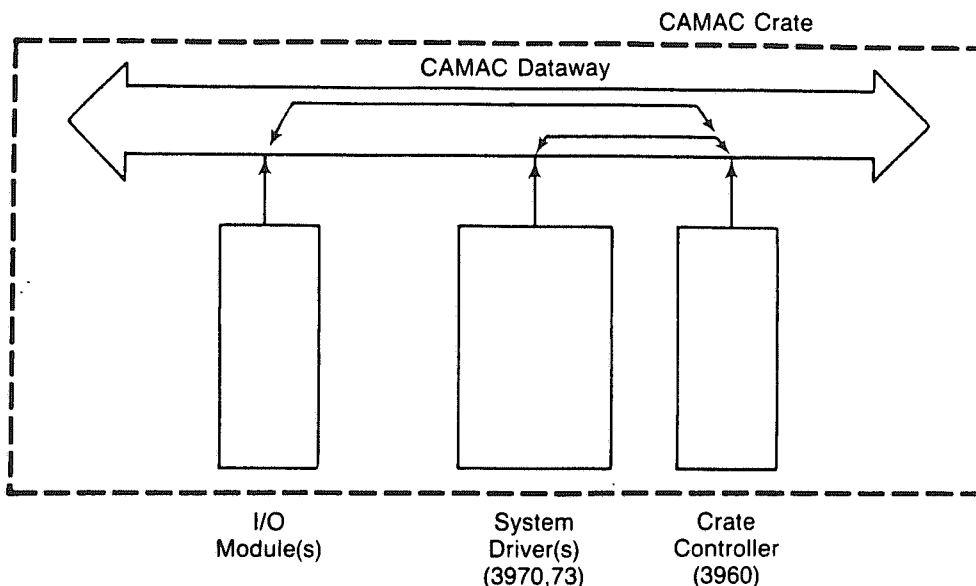 CAMAC Crate
CAMAC Dataway
I/O
Module(s)
System
Driver(s)
(3970,73)
Crate
Controller
(3960)